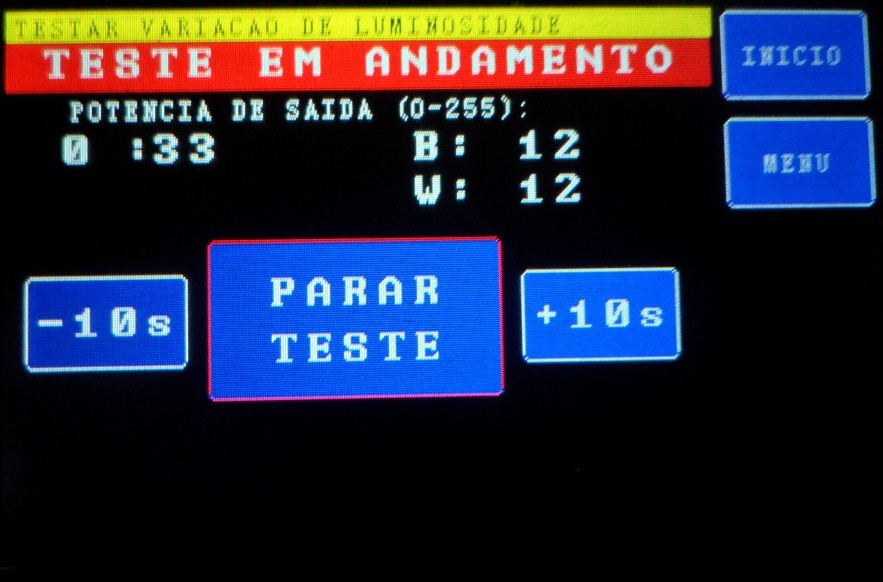 TESTAR VARIACAO DE LUMINOSIDADE
TESTE EM ANDAMENTO
INICIO
POTENCIA DE SAIDA (0-255):
0 :33
B: 12
W: 12
MENU
-10s
PARAR
TESTE
+10s